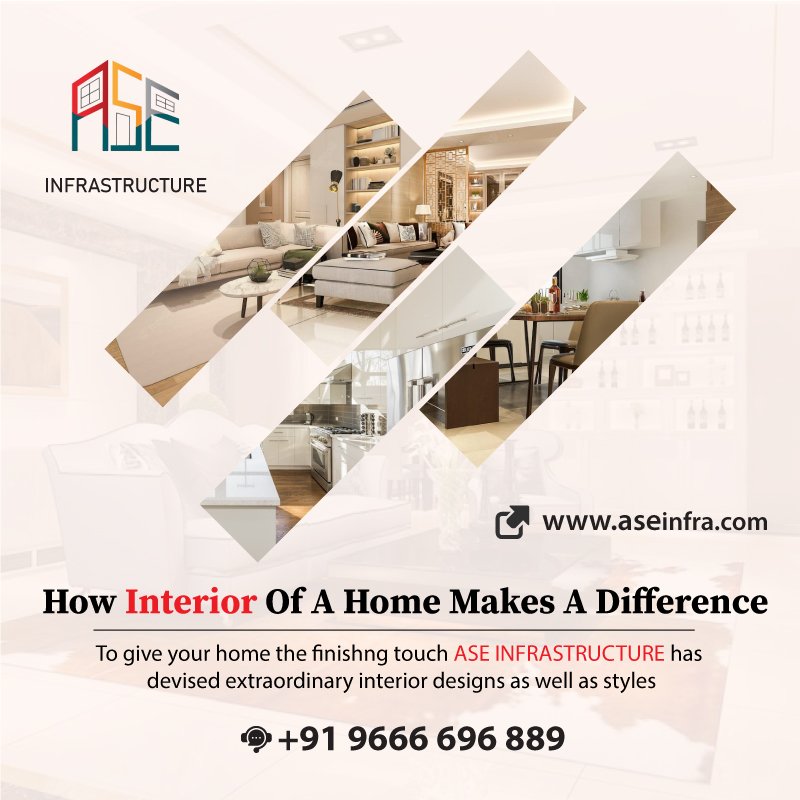 ASE
INFRASTRUCTURE
www.aseinfra.com
How Interior Of A Home Makes A Difference
To give your home the finishng touch ASE INFRASTRUCTURE has
devised extraordinary interior designs as well as styles
+91 9666 696 889